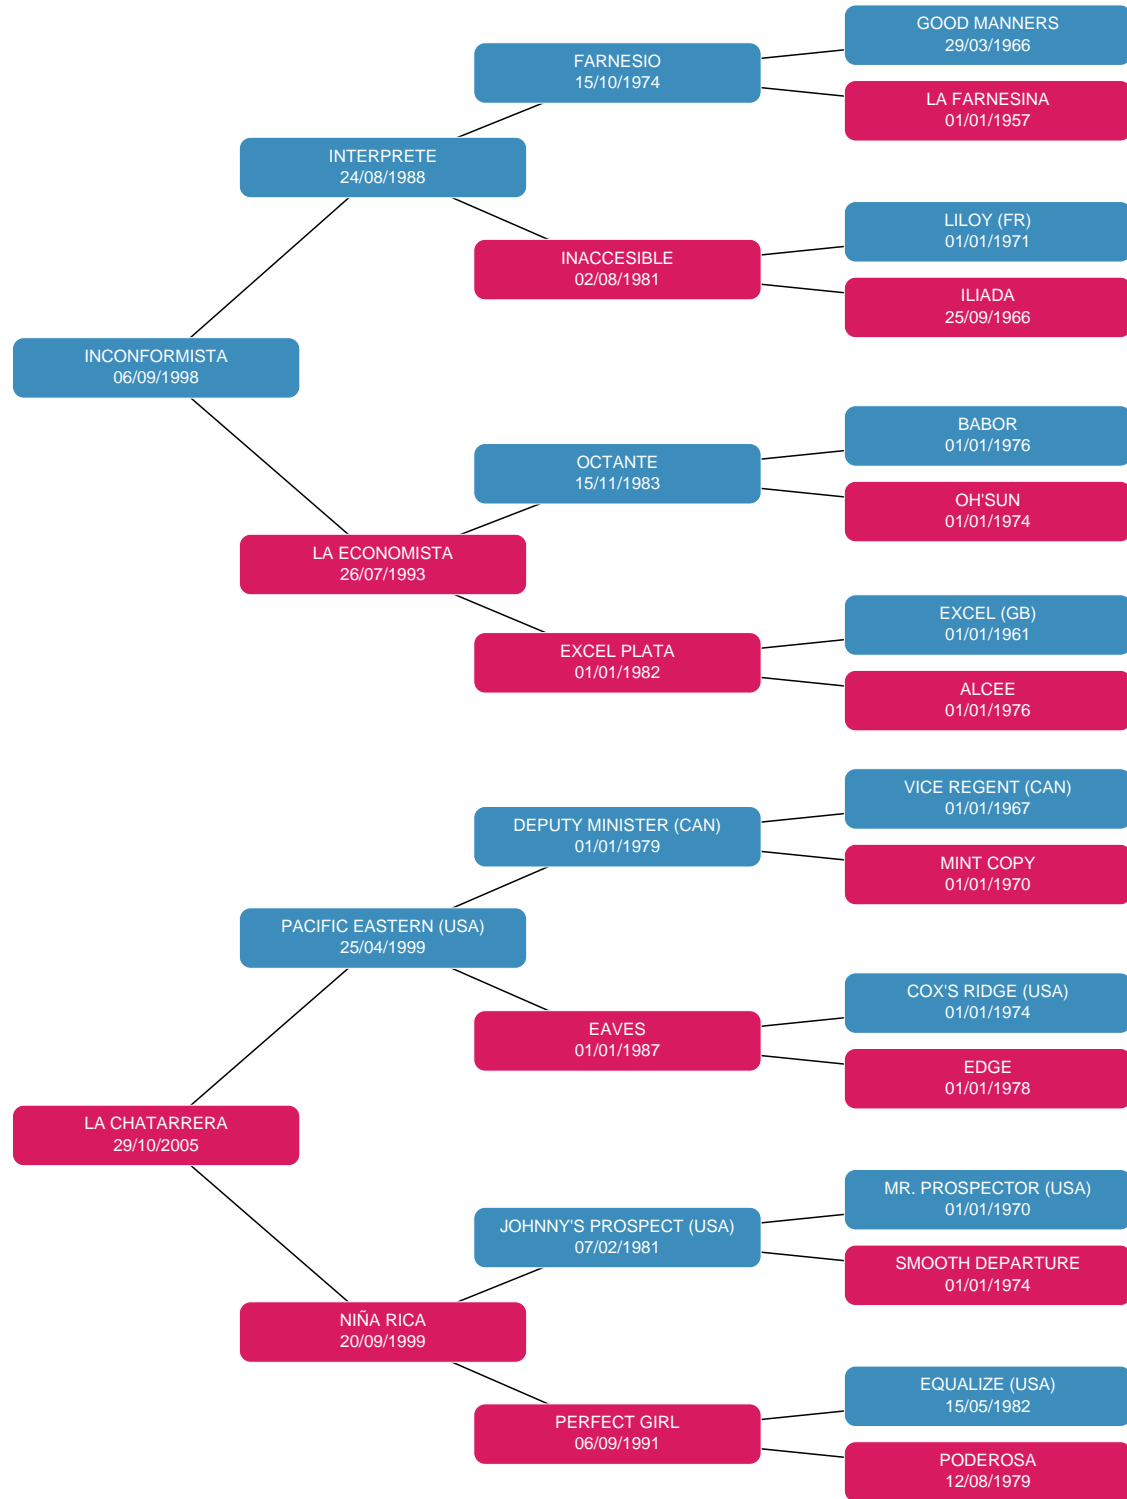 GOOD MANNERS
29/03/1966
FARNESIO
15/10/1974
LA FARNESINA
01/01/1957
INTERPRETE
24/08/1988
LILOY (FR)
01/01/1971
INACCESIBLE
02/08/1981
ILIADA
25/09/1966
INCONFORMISTA
06/09/1998
BABOR
01/01/1976
OCTANTE
15/11/1983
OH'SUN
01/01/1974
LA ECONOMISTA
26/07/1993
EXCEL (GB)
01/01/1961
EXCEL PLATA
01/01/1982
ALCEE
01/01/1976
VICE REGENT (CAN)
01/01/1967
DEPUTY MINISTER (CAN)
01/01/1979
MINT COPY
01/01/1970
PACIFIC EASTERN (USA)
25/04/1999
COX'S RIDGE (USA)
01/01/1974
EAVES
01/01/1987
EDGE
01/01/1978
LA CHATARRERA
29/10/2005
MR. PROSPECTOR (USA)
01/01/1970
JOHNNY'S PROSPECT (USA)
07/02/1981
SMOOTH DEPARTURE
01/01/1974
NIÑA RICA
20/09/1999
EQUALIZE (USA)
15/05/1982
PERFECT GIRL
06/09/1991
PODEROSA
12/08/1979